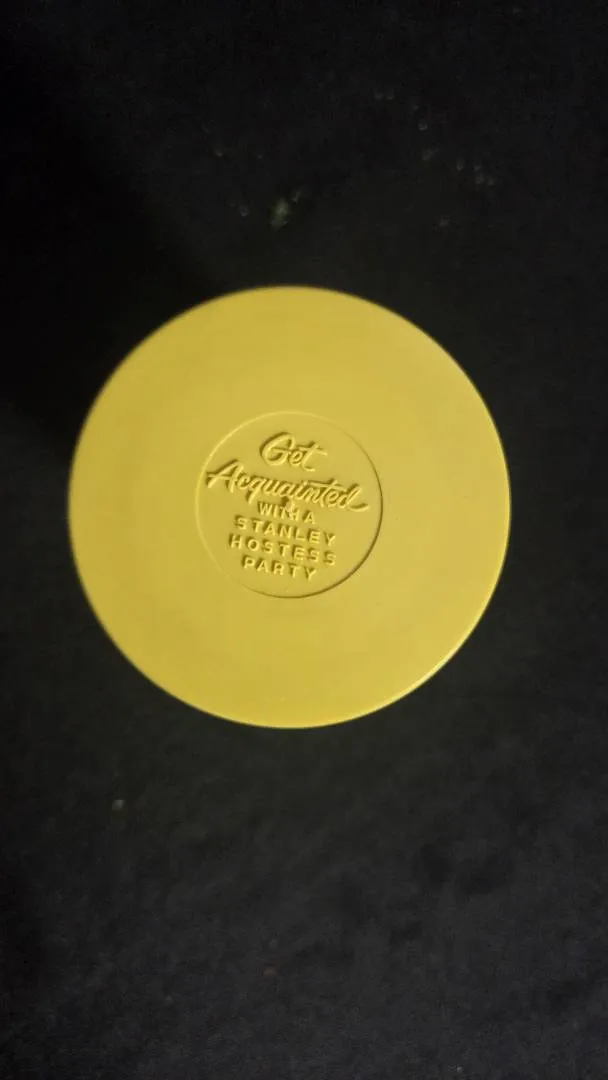 Get
Acquainted
WITH A
STANLEY
HOSTESS
PARTY